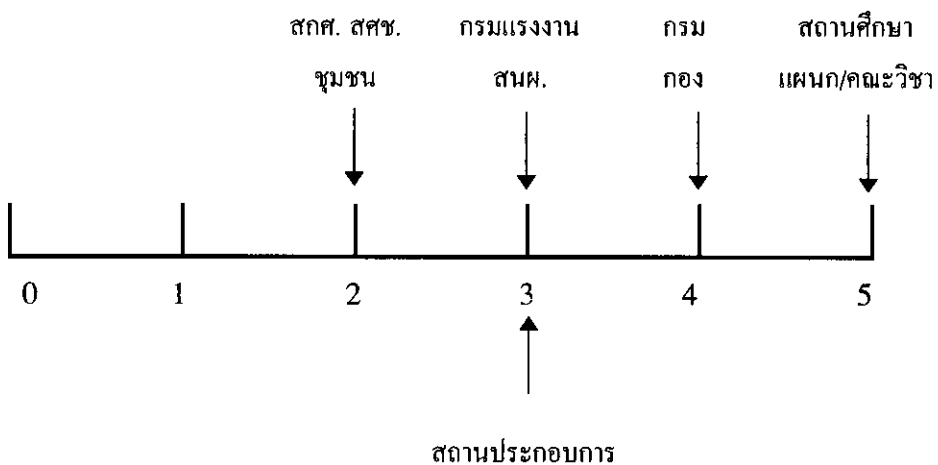 สกศ. สศช. กรมแรงงาน กรม สถานศึกษา
ชุมชน สนผ. กอง แผนก/คณะวิชา
0 1 2 3 4 5
สถานประกอบการ